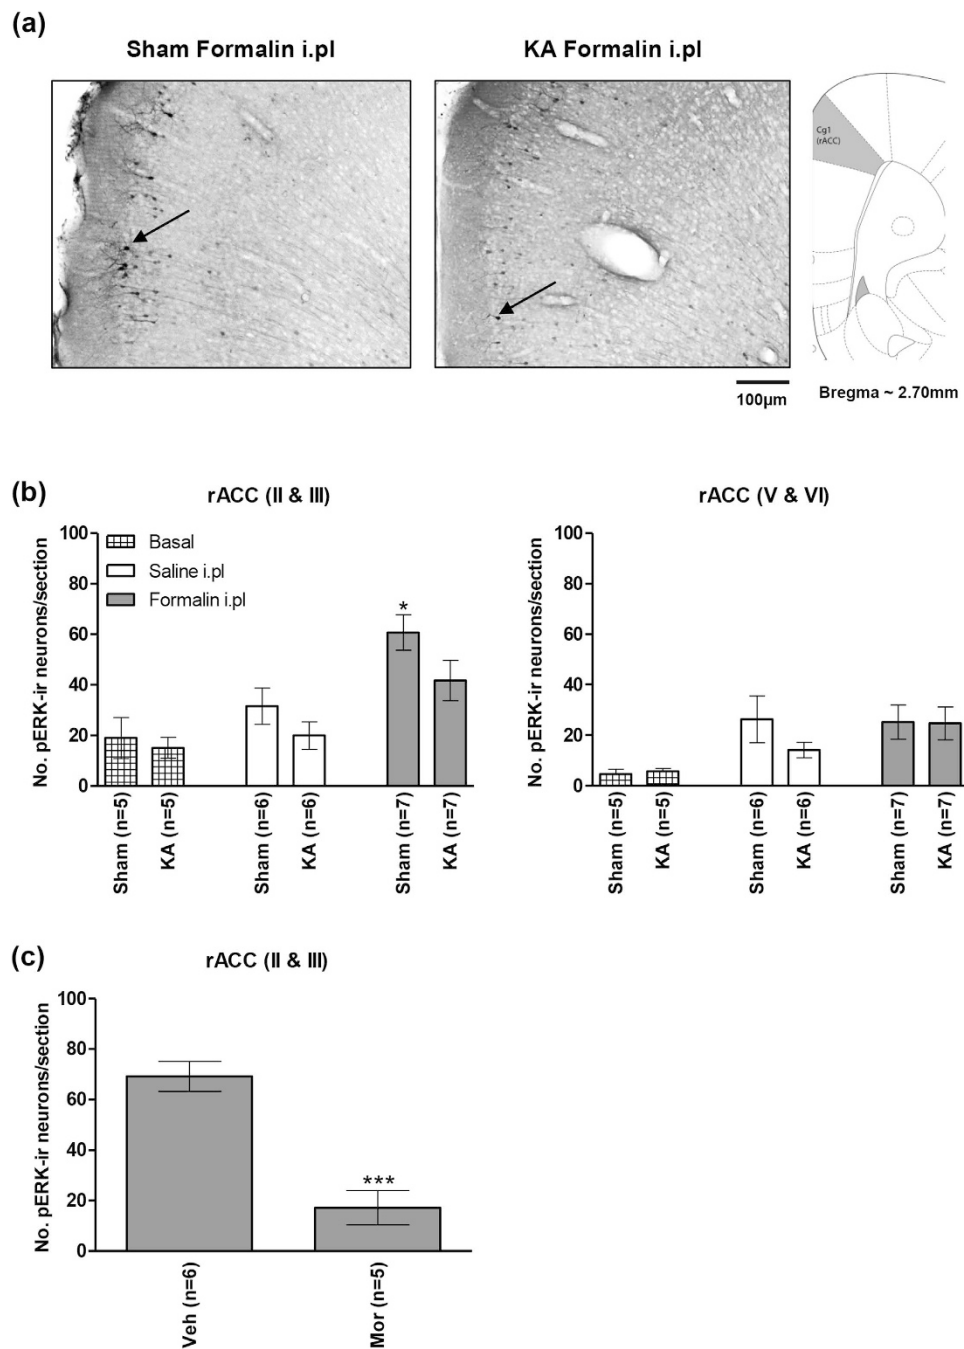 (a)
Sham Formalin i.pl
KA Formalin i.pl
Cg1
(rACC)
100µm
Bregma ~ 2.70mm
(b)
rACC (II & III)
No. pERK-ir neurons/section
100
80
60
40
20
0
Basal
Saline i.pl
Formalin i.pl
*
Sham (n=5)
KA (n=5)
Sham (n=6)
KA (n=6)
Sham (n=7)
KA (n=7)
rACC (V & VI)
No. pERK-ir neurons/section
100
80
60
40
20
0
Sham (n=5)
KA (n=5)
Sham (n=6)
KA (n=6)
Sham (n=7)
KA (n=7)
(c)
rACC (II & III)
No. pERK-ir neurons/section
100
80
60
40
20
0
***
Veh (n=6)
Mor (n=5)